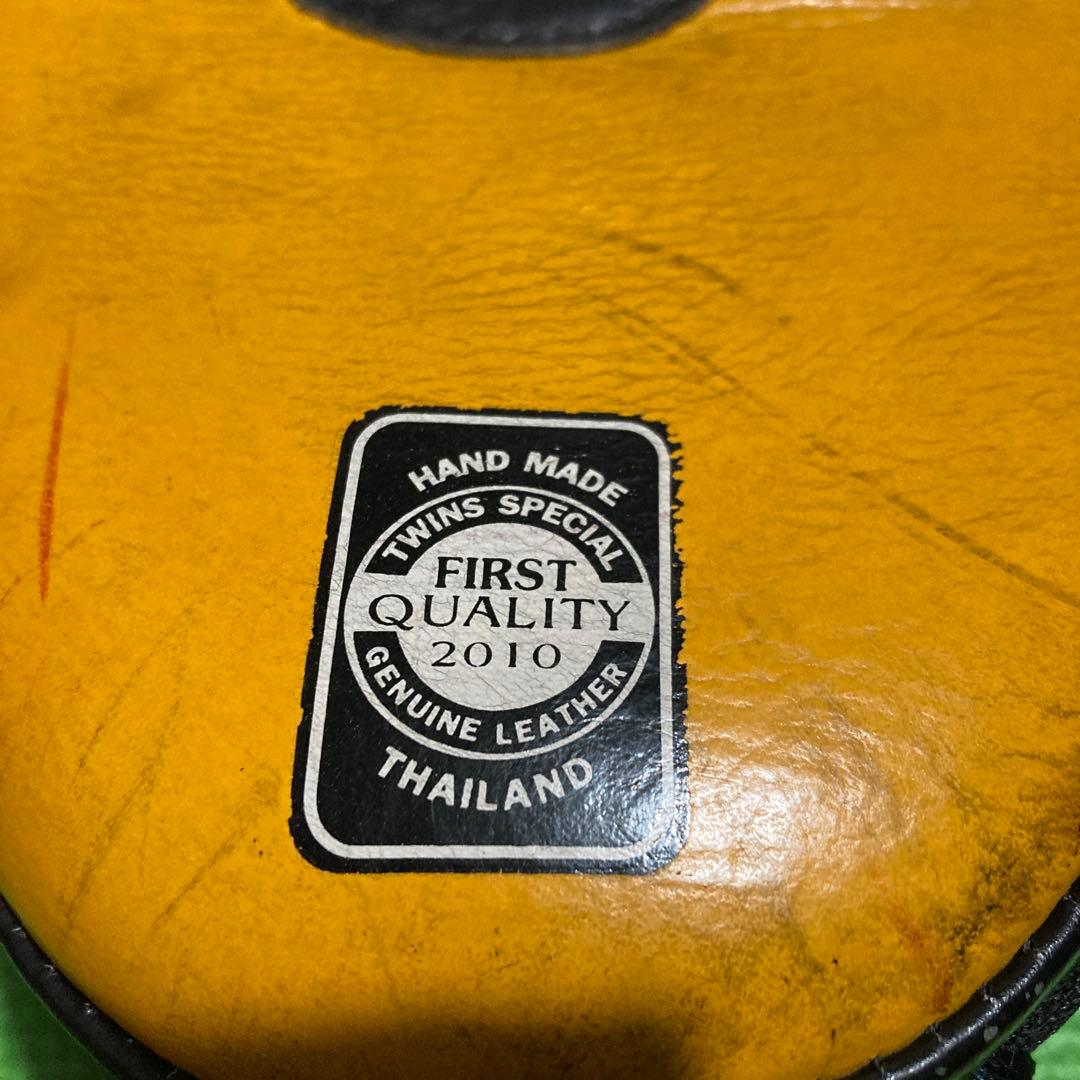 HAND MADE
TWINS SPECIAL
FIRST
QUALITY
2010
GENUINE LEATHER
THAILAND